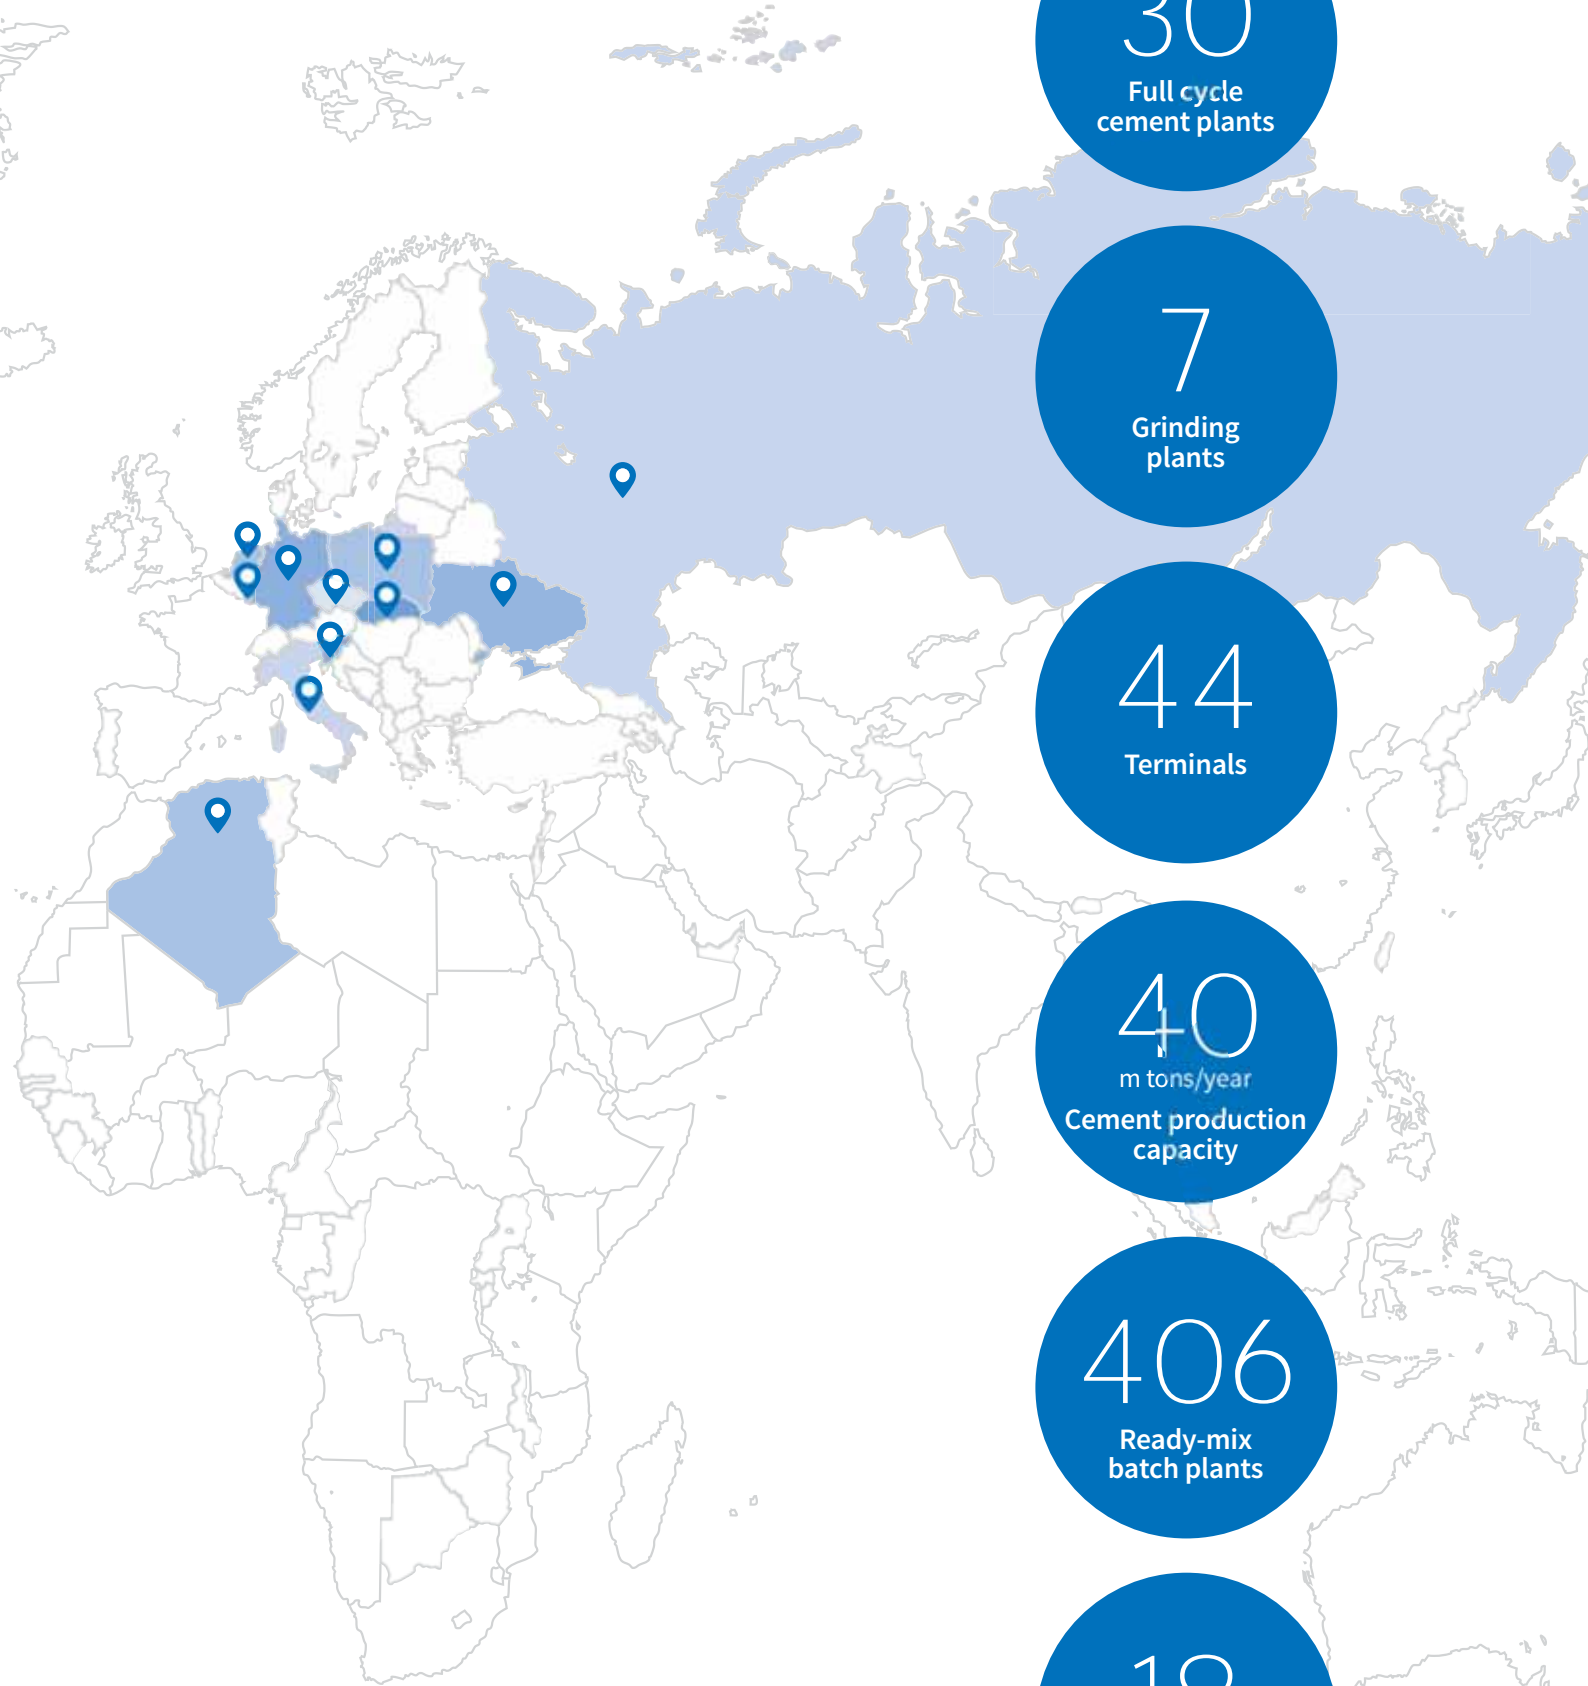 30
Full cycle
cement plants
7
Grinding
plants
44
Terminals
40
m tons/year
Cement production
capacity
406
Ready-mix
batch plants